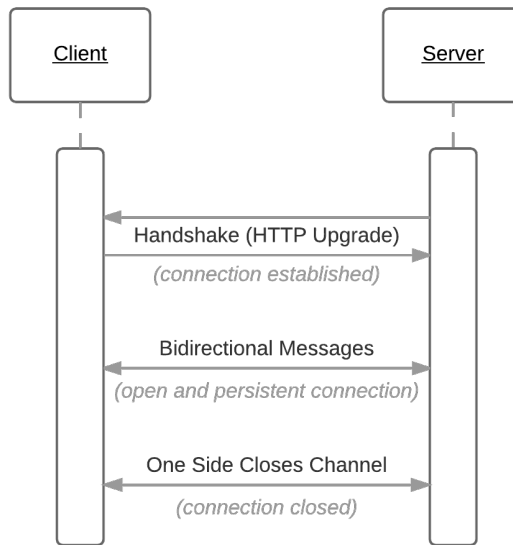 Client
Server
Handshake (HTTP Upgrade)
(connection established)
Bidirectional Messages
(open and persistent connection)
One Side Closes Channel
(connection closed)